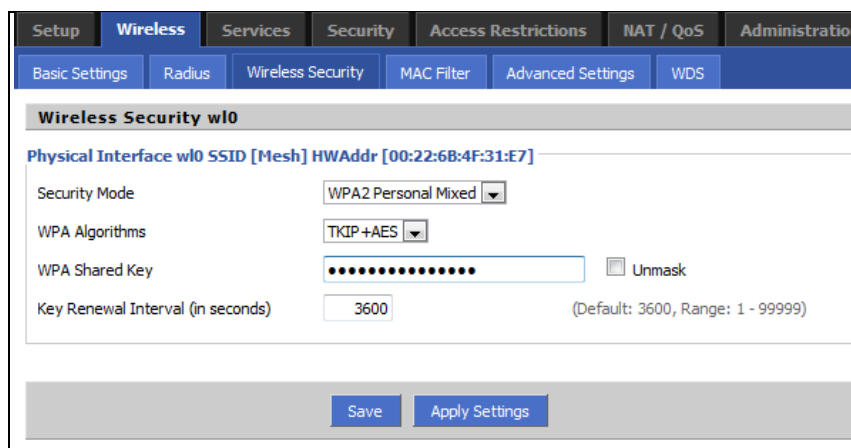 Setup Wireless Services Security Access Restrictions NAT / QoS Administratio
Basic Settings Radius Wireless Security MAC Filter Advanced Settings WDS
Wireless Security wl0
Physical Interface wl0 SSID [Mesh] HWAddr [00:22:6B:4F:31:E7]
Security Mode WPA2 Personal Mixed
WPA Algorithms TKIP+AES
WPA Shared Key ●●●●●●●●●●●●●●● Unmask
Key Renewal Interval (in seconds) 3600 (Default: 3600, Range: 1 - 99999)
Save Apply Settings